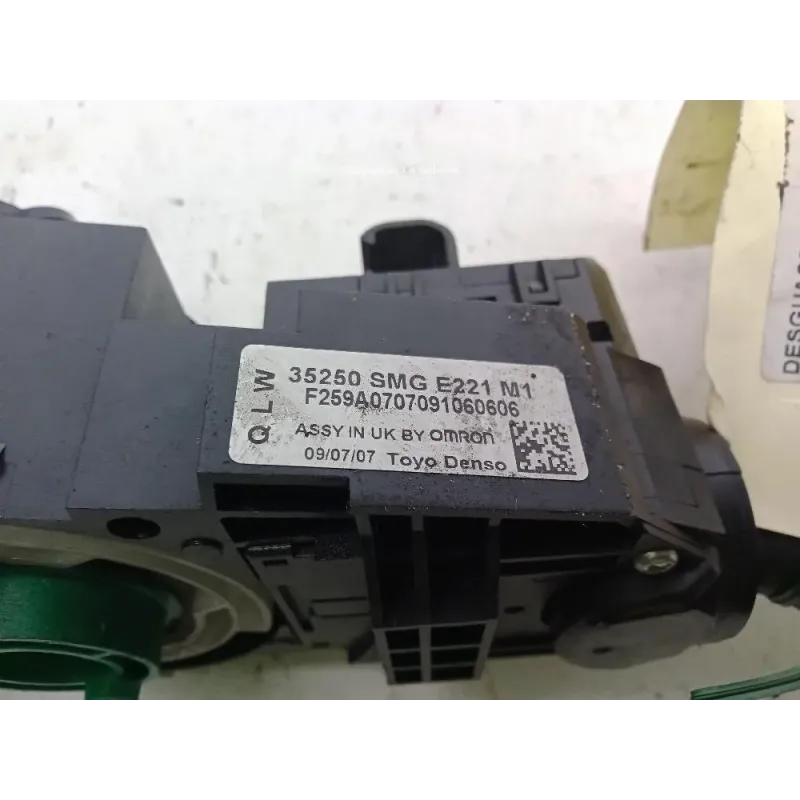 QLW
35250 SMG E221 M1
F259A0707091060606
ASSY IN UK BY OMRON
09/07/07 Toyo Denso